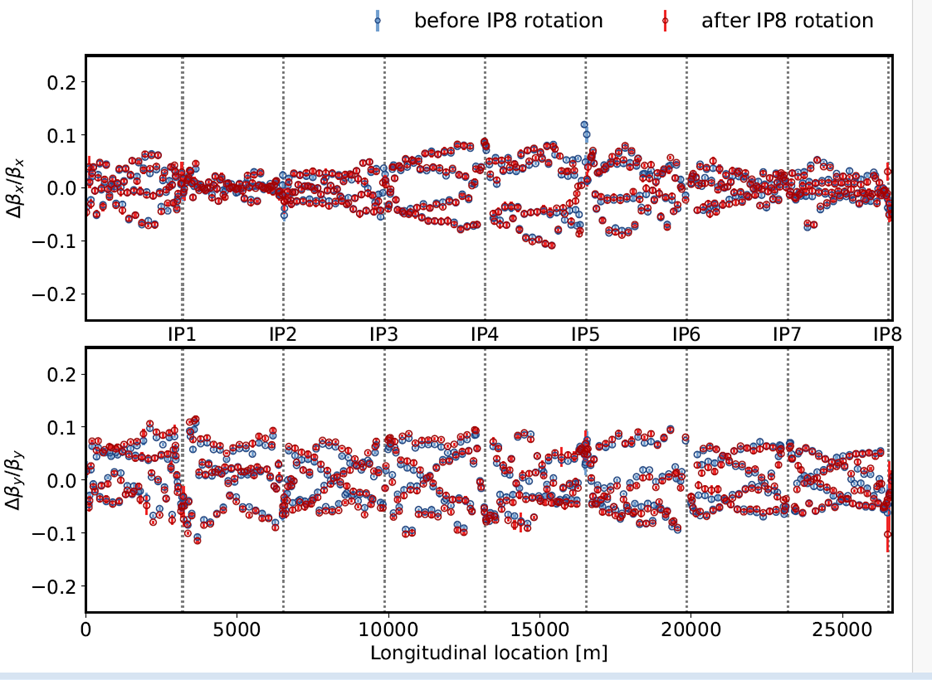 before IP8 rotation after IP8 rotation
Δβx/βx
0.2
0.1
0.0
−0.1
−0.2
IP1 IP2 IP3 IP4 IP5 IP6 IP7 IP8
Δβy/βy
0.2
0.1
0.0
−0.1
−0.2
0 5000 10000 15000 20000 25000
Longitudinal location [m]